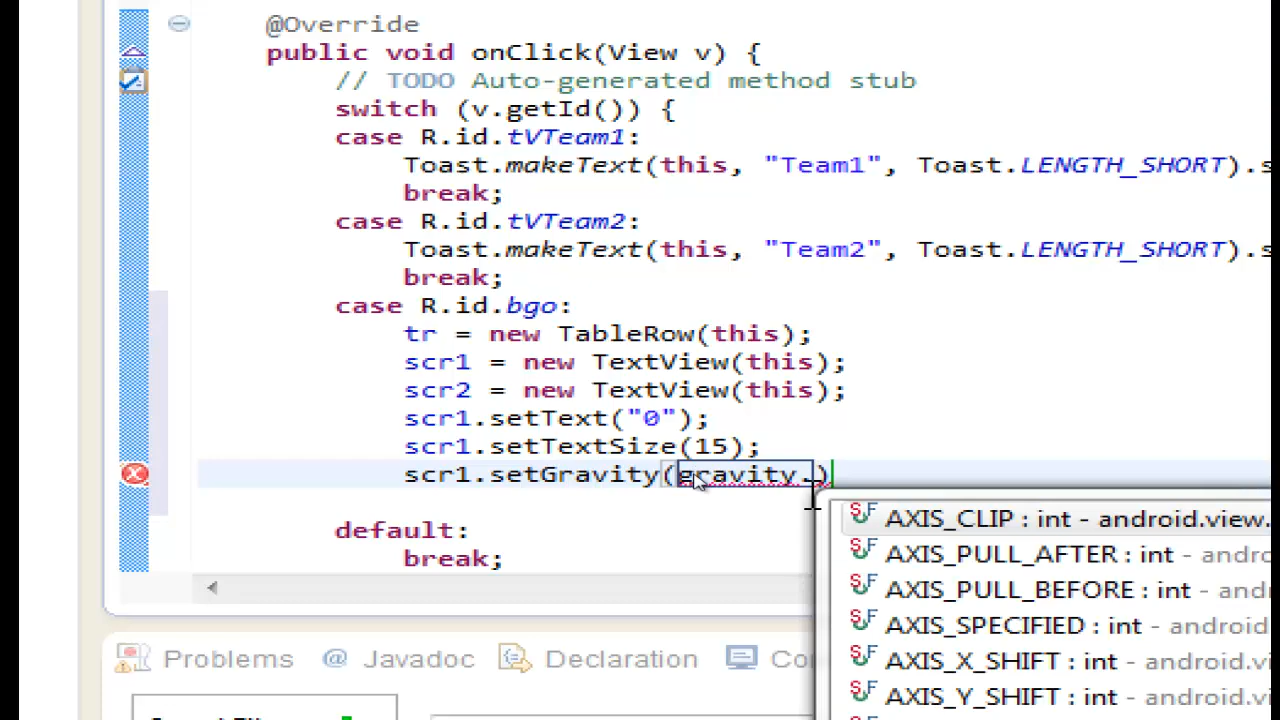 @Override
public void onClick(View v) {
// TODO Auto-generated method stub
switch (v.getId()) {
case R.id.tVTeam1:
Toast.makeText(this, "Team1", Toast.LENGTH_SHORT).s
break;
case R.id.tVTeam2:
Toast.makeText(this, "Team2", Toast.LENGTH_SHORT).s
break;
case R.id.bgo:
tr = new TableRow(this);
scr1 = new TextView(this);
scr2 = new TextView(this);
scr1.setText("0");
scr1.setTextSize(15);
scr1.setGravity(gravity.)
AXIS_CLIP : int - android.view.
default:
AXIS_PULL_AFTER : int - andro
break;
AXIS_PULL_BEFORE : int - and
AXIS_SPECIFIED : int - android
AXIS_X_SHIFT : int - android.vi
AXIS_Y_SHIFT : int - android.vi
Problems @ Javadoc Declaration Co